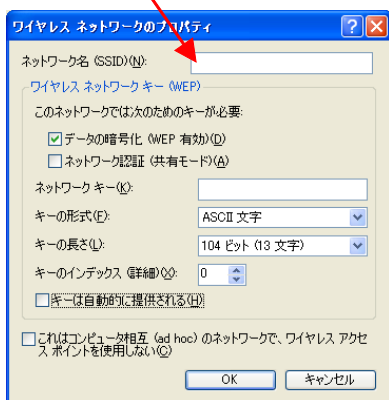 ワイヤレス ネットワークのプロパティ
ネットワーク名 (SSID)(N):
ワイヤレス ネットワーク キー (WEP)
このネットワークでは次のためのキーが必要:
データの暗号化 (WEP 有効)(D)
ネットワーク認証 (共有モード)(A)
ネットワーク キー(K):
キーの形式(F): ASCII 文字
キーの長さ(L): 104 ビット (13 文字)
キーのインデックス (詳細)(X): 0
キーは自動的に提供される(H)
これはコンピュータ相互 (ad hoc) のネットワークで、ワイヤレス アクセ
ス ポイントを使用しない(C)
OK キャンセル